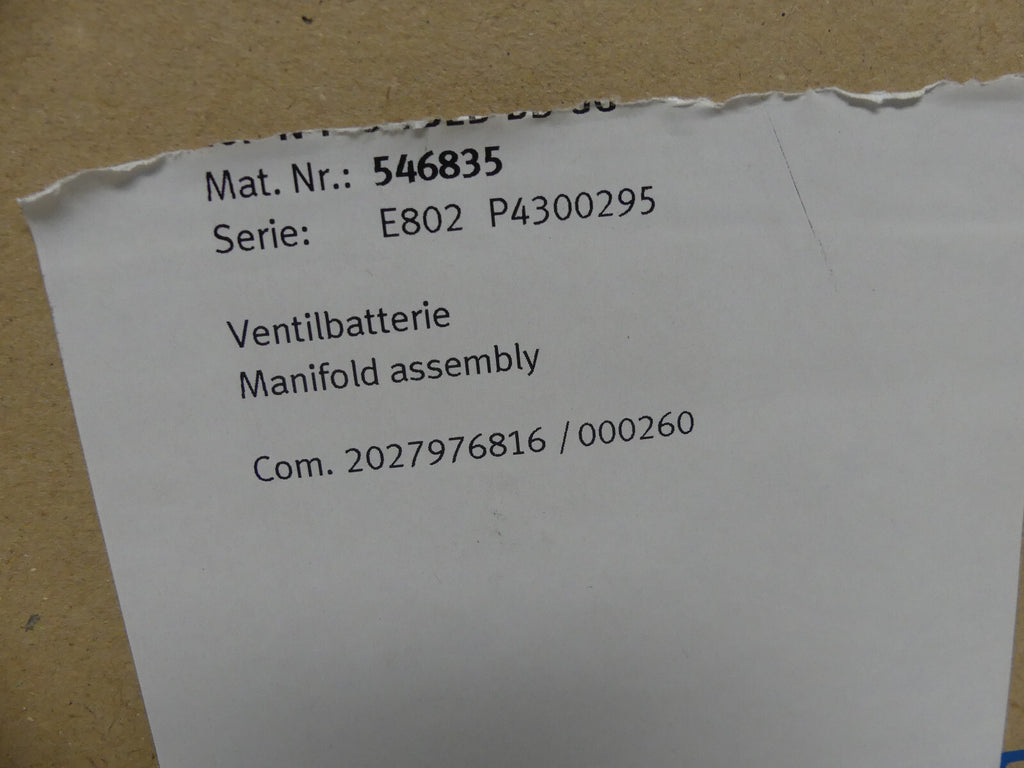 Mat. Nr.: 546835
Serie: E802 P4300295
Ventilbatterie
Manifold assembly
Com. 2027976816 /000260